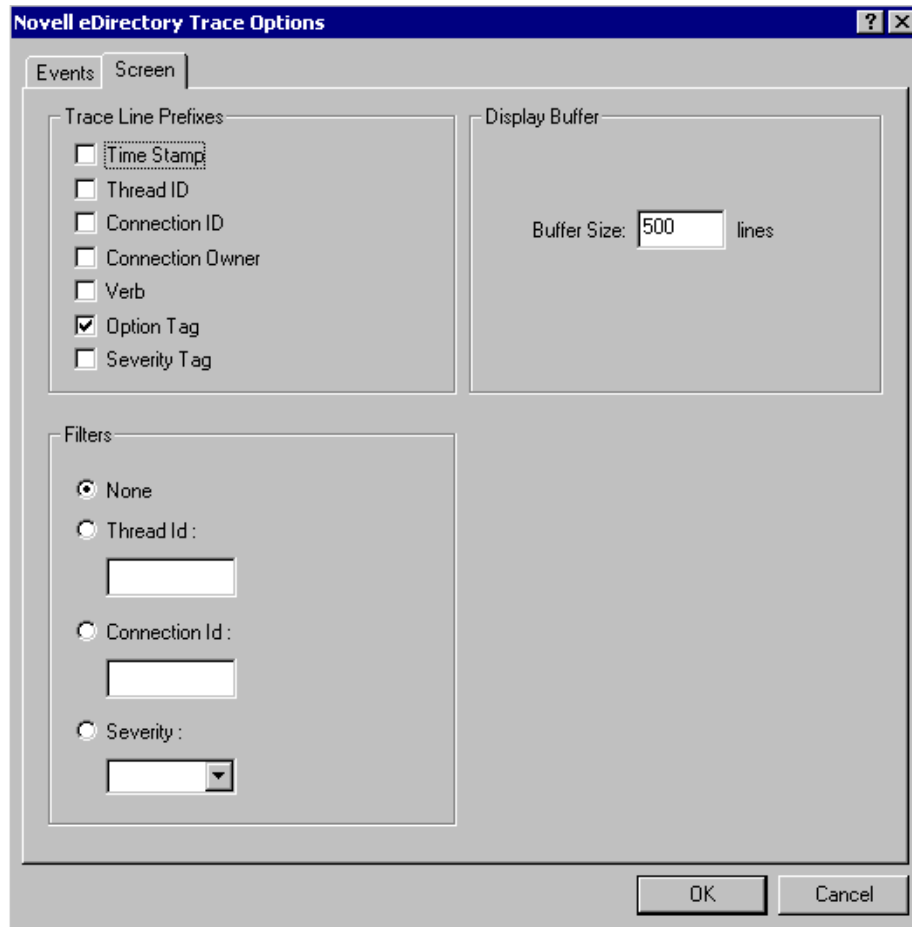 Novell eDirectory Trace Options
Events
Screen
Trace Line Prefixes
Time Stamp
Thread ID
Connection ID
Connection Owner
Verb
Option Tag
Severity Tag
Display Buffer
Buffer Size: 500 lines
Filters
None
Thread Id :
Connection Id :
Severity :
OK
Cancel